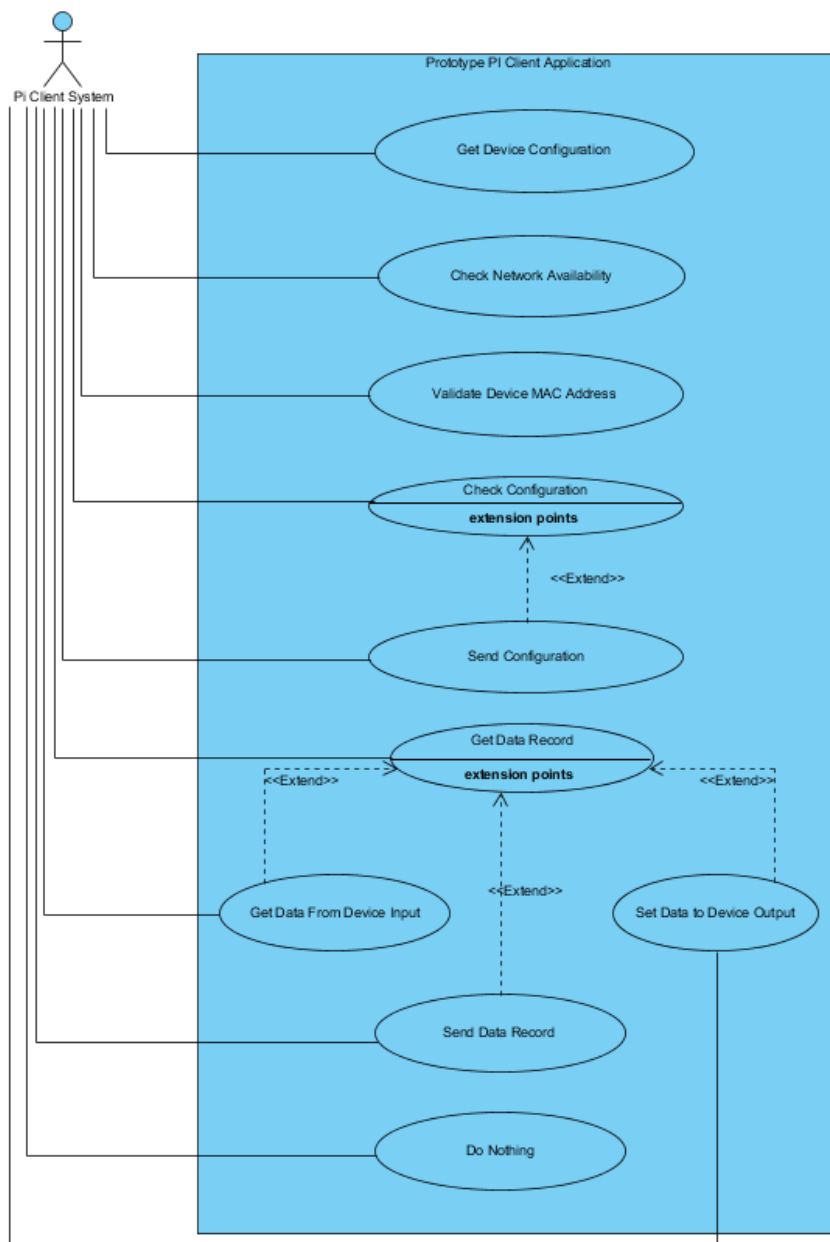 Prototype PI Client Application
Pi Client System
Get Device Configuration
Check Network Availability
Validate Device MAC Address
Check Configuration
extension points
<<Extend>>
Send Configuration
Get Data Record
extension points
<<Extend>>
<<Extend>>
<<Extend>>
Get Data From Device Input
Set Data to Device Output
Send Data Record
Do Nothing